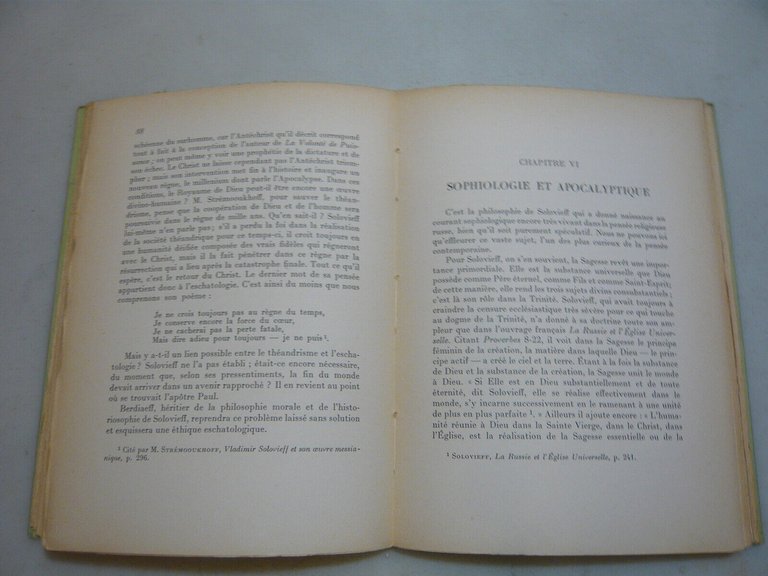 88
schéenne du surhomme, car l'Antéchrist qu'il décrit correspond
tout à fait à la conception de l'auteur de La Volonté de Puis-
sance ; on peut même y voir une prophétie de la dictature et de
son échec. Le Christ ne laisse cependant pas l'Antéchrist triom-
pher ; mais son intervention met fin à l'histoire et inaugure un
nouveau règne, le millenium dont parle l'Apocalypse. Dans ces
conditions, le Royaume de Dieu peut-il être encore une œuvre
divino-humaine ? M. Strémooukhoff, pour sauver le théan-
drisme, pense que la coopération de Dieu et de l'homme sera
poursuivie dans le règne de mille ans. Qu'en sait-il ? Solovieff
lui-même n'en parle pas ; s'il a perdu la foi dans la réalisation
de la société théandrique pour ce temps-ci, il croit toujours en
une humanité déifiée composée des vrais fidèles qui règneront
avec le Christ, mais il la fait pénétrer dans ce règne par la
résurrection qui a lieu après la catastrophe finale. Tout ce qu'il
espère, c'est le retour du Christ. Le dernier mot de sa pensée
appartient donc à l'eschatologie. C'est ainsi du moins que nous
comprenons son poème :
Je ne crois toujours pas au règne du temps,
Je conserve encore la force du cœur,
Je ne cacherai pas la perte fatale,
Mais dire adieu pour toujours — je ne puis¹.
Mais y a-t-il un lien possible entre le théandrisme et l'escha-
tologie ? Solovieff ne l'a pas établi ; était-ce encore nécessaire,
du moment que, selon ses pressentiments, la fin du monde
devait arriver dans un avenir rapproché ? Il en revient au point
où se trouvait l'apôtre Paul.
Berdiaeff, héritier de la philosophie morale et de l'histo-
riosophie de Solovieff, reprendra ce problème laissé sans solution
et esquissera une éthique eschatologique.
¹ Cité par M. STRÉMOOUKHOFF, Vladimir Solovieff et son œuvre messia-
nique, p. 296.
CHAPITRE VI
SOPHIOLOGIE ET APOCALYPTIQUE
C'est la philosophie de Solovieff qui a donné naissance au
courant sophiologique encore très vivant dans la pensée religieuse
russe, bien qu'il soit purement spéculatif. Nous ne pouvons ici
qu'effleurer ce vaste sujet, l'un des plus curieux de la pensée
contemporaine.
Pour Solovieff, on s'en souvient, la Sagesse revêt une impor-
tance primordiale. Elle est la substance universelle que Dieu
possède comme Père éternel, comme Fils et comme Saint-Esprit;
de cette manière, elle rend les trois sujets divins consubstantiels ;
c'est là son rôle dans la Trinité. Solovieff, qui avait toujours à
craindre la censure ecclésiastique très sévère pour ce qui touche
au dogme de la Trinité, n'a donné à sa doctrine toute son am-
pleur que dans l'ouvrage français La Russie et l'Église Univer-
selle. Citant Proverbes 8-22, il voit dans la Sagesse le principe
féminin de la création, la matière dans laquelle Dieu — le prin-
cipe actif — a créé le ciel et la terre. Étant à la fois la substance
de Dieu et la substance de la création, la Sagesse unit le monde
à Dieu. « Si Elle est en Dieu substantiellement et de toute
éternité, dit Solovieff, elle se réalise effectivement dans le
monde, s'y incarne successivement en le ramenant à une unité
de plus en plus parfaite ¹. » Ailleurs il ajoute encore : « L'huma-
nité réunie à Dieu dans la Sainte Vierge, dans le Christ, dans
l'Église, est la réalisation de la Sagesse essentielle ou de la
¹ SOLOVIEFF, La Russie et l'Église Universelle, p. 241.